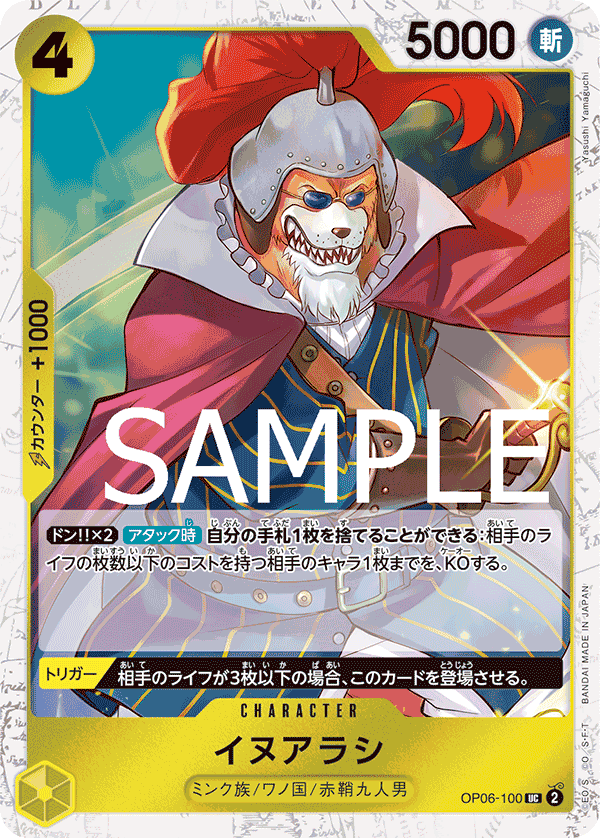 4
5000
斬
Yasushi Yamaguchi
カウンター +1000
SAMPLE
ドン!!×2 アタック時 自分の手札1枚を捨てることができる:相手のラ
イフの枚数以下のコストを持つ相手のキャラ1枚までを、KOする。
トリガー 相手のライフが3枚以下の場合、このカードを登場させる。
CHARACTER
イヌアラシ
ミンク族/ワノ国/赤鞘九人男
OP06-100 UC 2
©E.O./S. ©O./S.-F.T. BANDAI MADE IN JAPAN